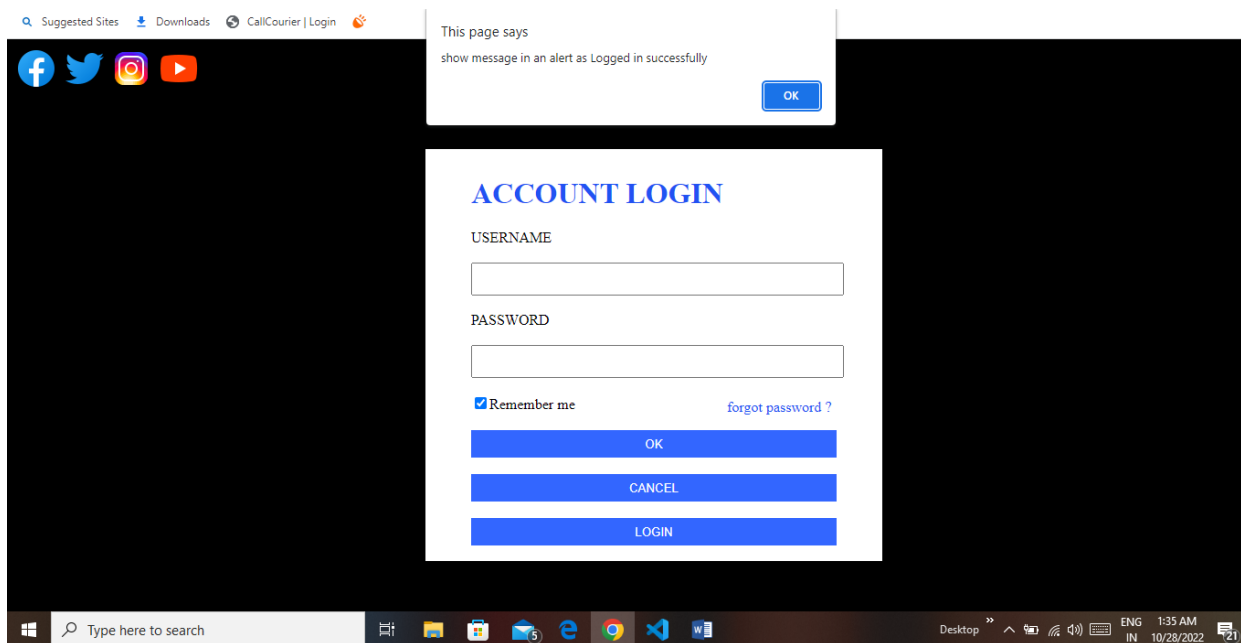 Suggested Sites Downloads CallCourier | Login
This page says
show message in an alert as Logged in successfully
OK
ACCOUNT LOGIN
USERNAME
PASSWORD
Remember me forgot password ?
OK
CANCEL
LOGIN
Type here to search 5 Desktop ENG 1:35 AM
IN 10/28/2022 21